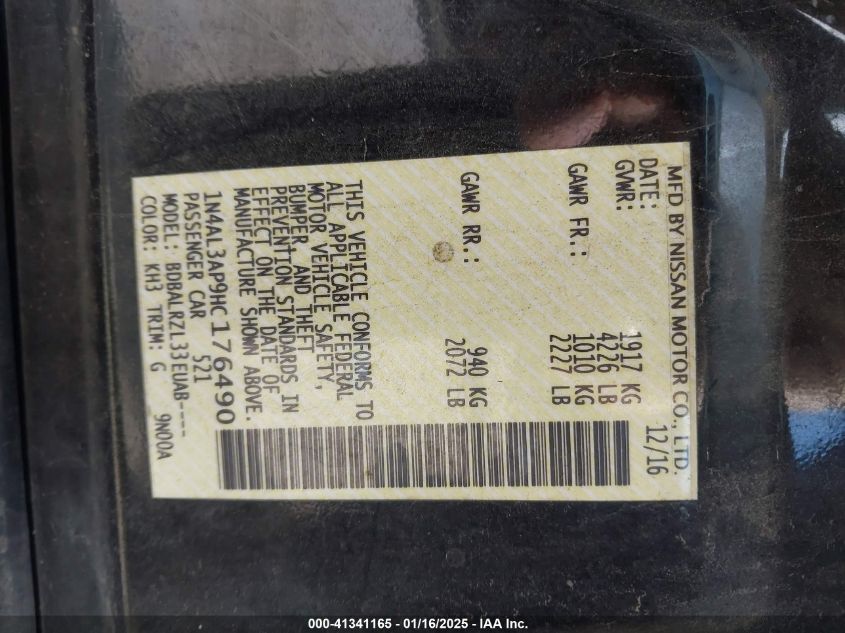 MFD BY NISSAN MOTOR CO., LTD.
DATE: 12/16
GVWR: 1917 KG
4226 LB
GAWR FR.: 1010 KG
2227 LB
GAWR RR.: 940 KG
2072 LB
THIS VEHICLE CONFORMS TO
ALL APPLICABLE FEDERAL
MOTOR VEHICLE SAFETY,
BUMPER, AND THEFT
PREVENTION STANDARDS IN
EFFECT ON THE DATE OF
MANUFACTURE SHOWN ABOVE.
1N4AL3AP9HC176490
PASSENGER CAR 521
MODEL: BDBALRZL33EUAB----
COLOR: KH3 TRIM: G 9N00A
000-41341165 - 01/16/2025 - IAA Inc.